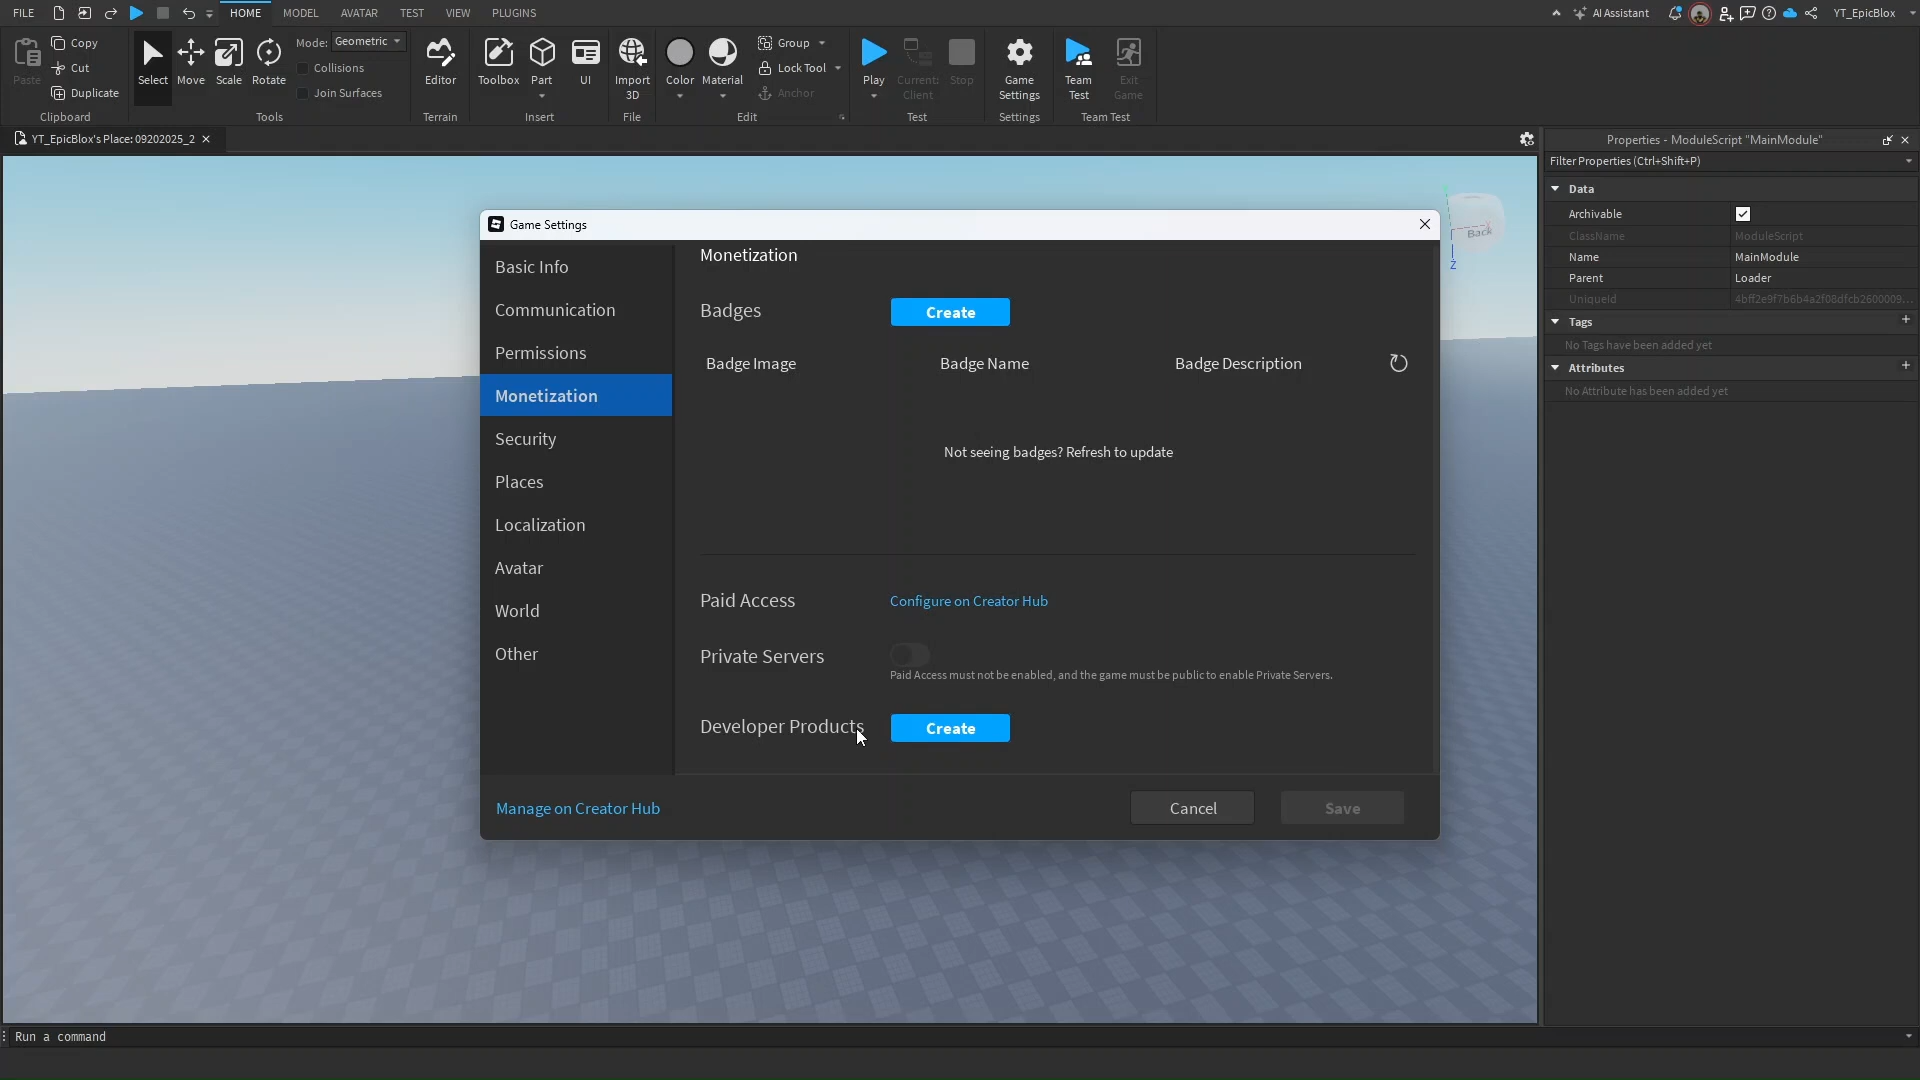 FILE HOME MODEL AVATAR TEST VIEW PLUGINS AI Assistant YT_EpicBlox
Paste Copy Cut Duplicate
Select Move Scale Rotate Mode: Geometric
Collisions
Join Surfaces
Editor Toolbox Part UI Import 3D Color Material Group Lock Tool Anchor Play Current: Client Stop Game Settings Team Test Exit Game
Clipboard Tools Terrain Insert File Edit Test Settings Team Test
YT_EpicBlox's Place: 09202025_2
Properties - ModuleScript "MainModule"
Filter Properties (Ctrl+Shift+P)
Data
Archivable
ClassName ModuleScript
Name MainModule
Parent Loader
UniqueId 4bff2e9f7b6b4a2f08dfcb2600009...
Tags
No Tags have been added yet
Attributes
No Attribute has been added yet
Back
Z
Game Settings
Basic Info
Communication
Permissions
Monetization
Security
Places
Localization
Avatar
World
Other
Monetization
Badges Create
Badge Image Badge Name Badge Description
Not seeing badges? Refresh to update
Paid Access Configure on Creator Hub
Private Servers
Paid Access must not be enabled, and the game must be public to enable Private Servers.
Developer Products Create
Manage on Creator Hub Cancel Save
Run a command